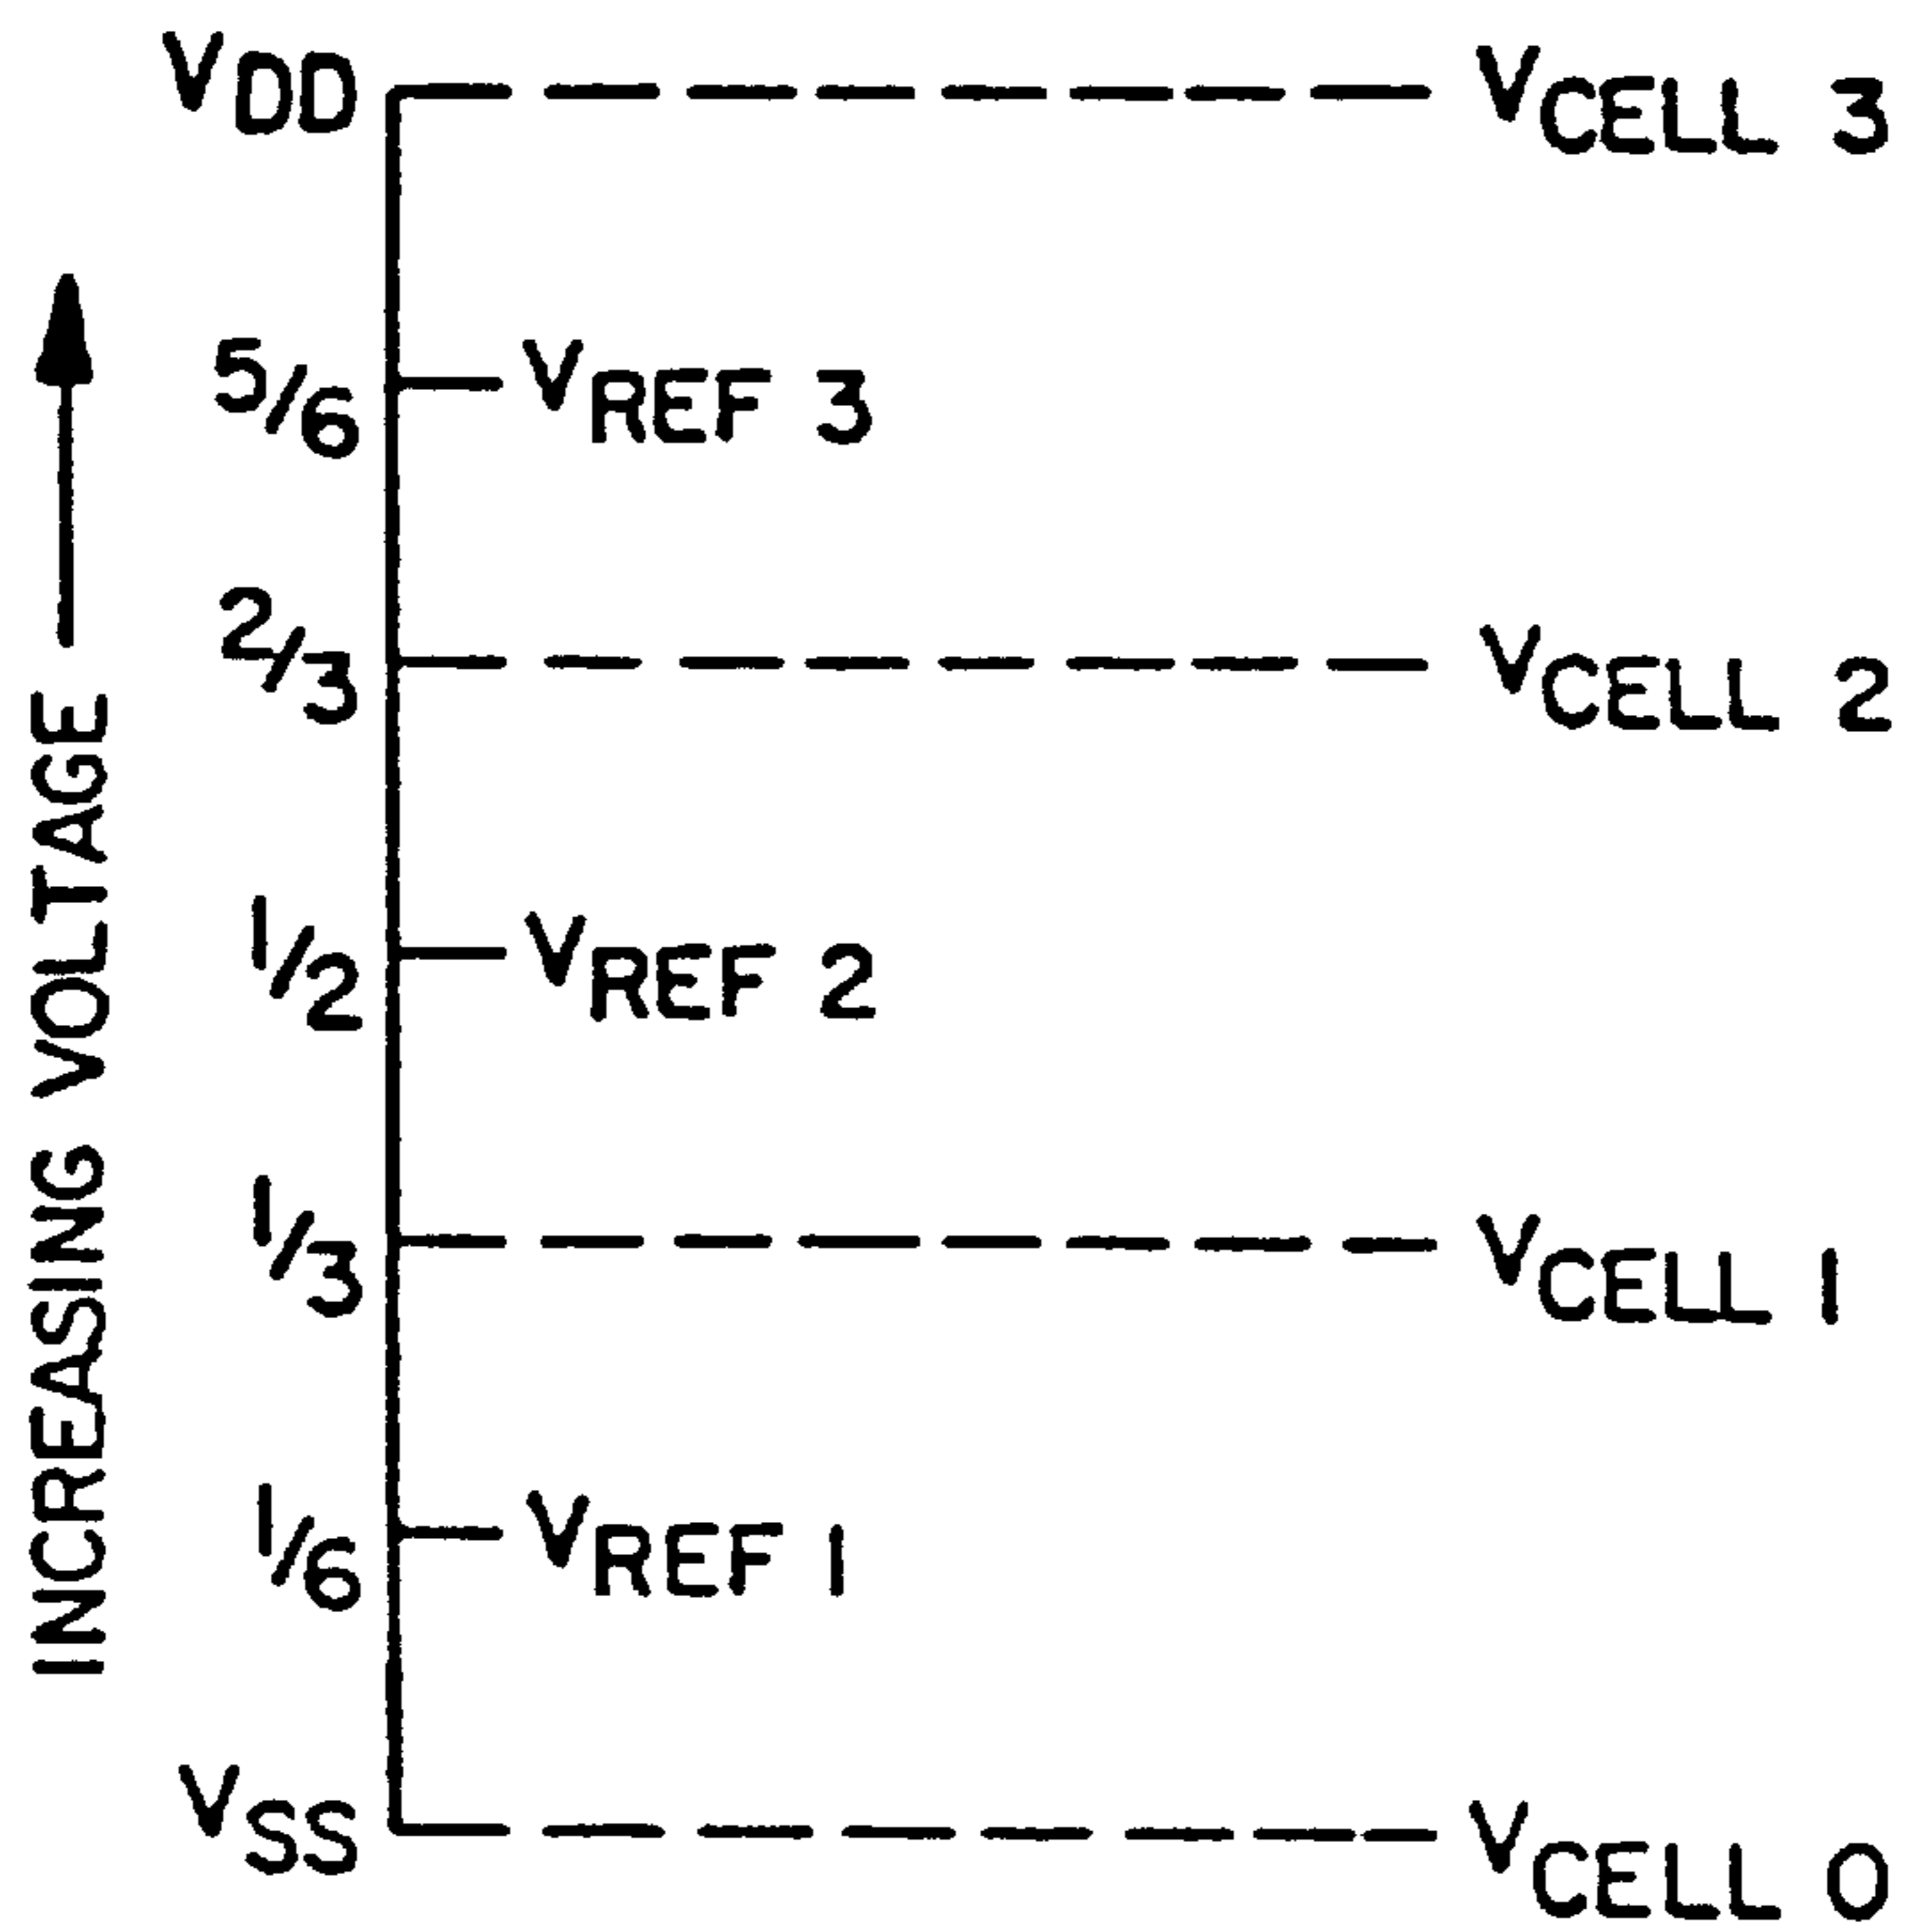 VDD VCELL 3
5/6 VREF 3
2/3 VCELL 2
1/2 VREF 2
1/3 VCELL 1
1/6 VREF 1
VSS VCELL 0
INCREASING VOLTAGE